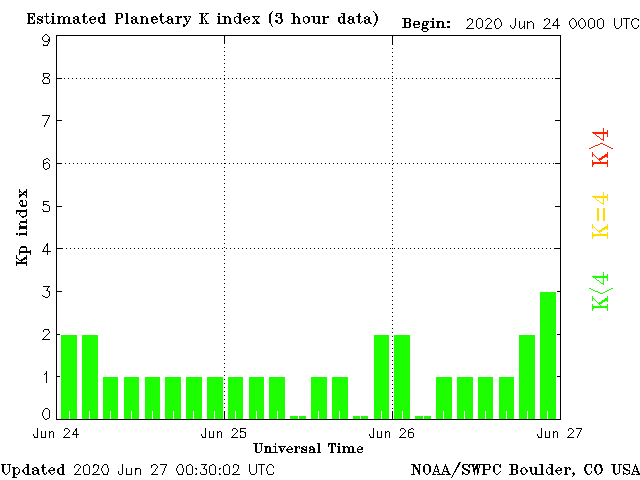 Estimated Planetary K index (3 hour data)
Begin: 2020 Jun 24 0000 UTC
9
8
7
6
5
4
3
2
1
0
Kp index
K>4
K=4
K<4
Jun 24
Jun 25
Jun 26
Jun 27
Universal Time
Updated 2020 Jun 27 00:30:02 UTC
NOAA/SWPC Boulder, CO USA